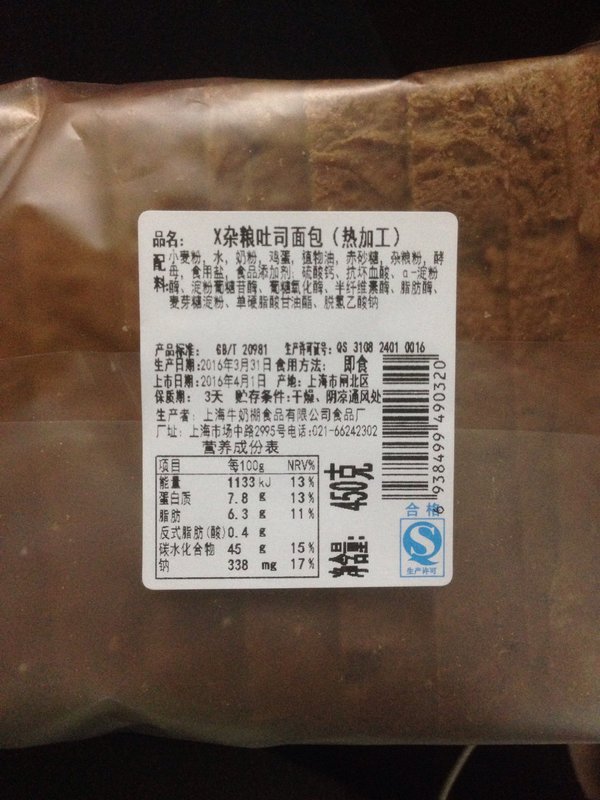 品名: X杂粮吐司面包(热加工)
配料: 小麦粉, 水, 奶粉, 鸡蛋, 植物油, 赤砂糖, 杂粮粉, 酵
母, 食用盐, 食品添加剂, 硫酸钙, 抗坏血酸、α-淀粉
酶、淀粉葡糖苷酶、葡糖氧化酶、半纤维素酶、脂肪酶、
麦芽糖淀粉、单硬脂酸甘油酯、脱氢乙酸钠
产品标准: GB/T 20981 生产许可证号: QS 3108 2401 0016
生产日期:2016年3月31日 食用方法: 即食
上市日期:2016年4月1日 产地: 上海市闸北区
保质期: 3天 贮存条件:干燥、阴凉通风处
生产者: 上海牛奶棚食品有限公司食品厂
厂址: 上海市场中路2995号 电话:021-66242302
营养成份表
项目 每100g NRV%
能量 1133 kJ 13%
蛋白质 7.8 g 13%
脂肪 6.3 g 11%
反式脂肪(酸) 0.4 g
碳水化合物 45 g 15%
钠 338 mg 17%
净含量: 450克
6 938499 490320
合格
S
生产许可